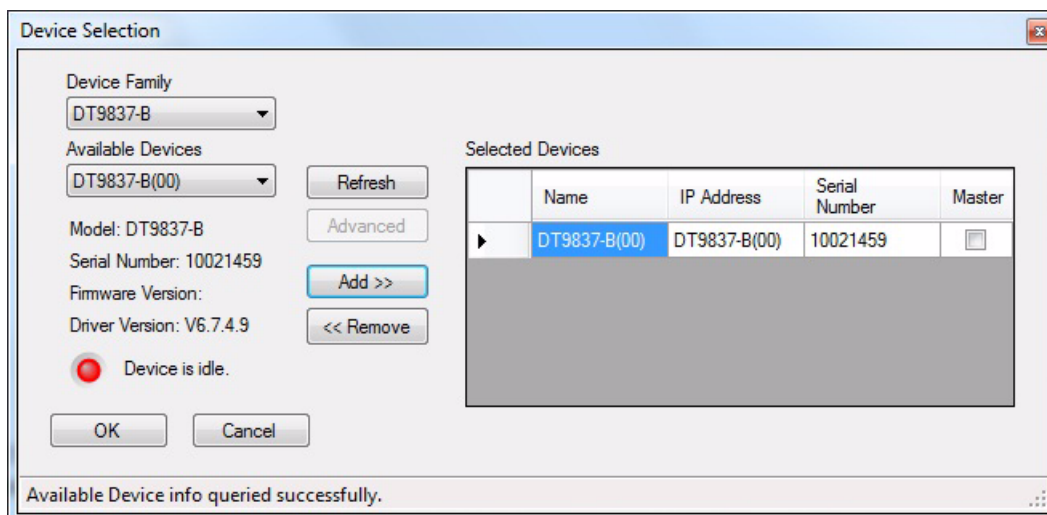 Device Selection
Device Family
DT9837-B
Available Devices
DT9837-B(00)
Refresh
Model: DT9837-B
Advanced
Serial Number: 10021459
Add >>
Firmware Version:
Driver Version: V6.7.4.9
<< Remove
Device is idle.
OK
Cancel
Selected Devices
Name IP Address Serial Number Master
DT9837-B(00) DT9837-B(00) 10021459
Available Device info queried successfully.